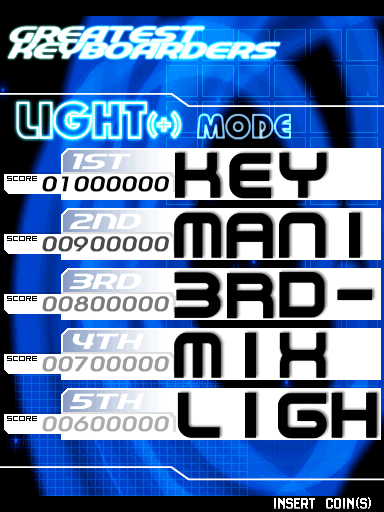 GREATEST
KEYBOARDERS
LIGHT(+) MODE
1ST
SCORE 01000000 KEY
2ND
SCORE 00900000 MANI
3RD
SCORE 00800000 3RD-
4TH
SCORE 00700000 MIX
5TH
SCORE 00600000 LIGH
INSERT COIN(S)